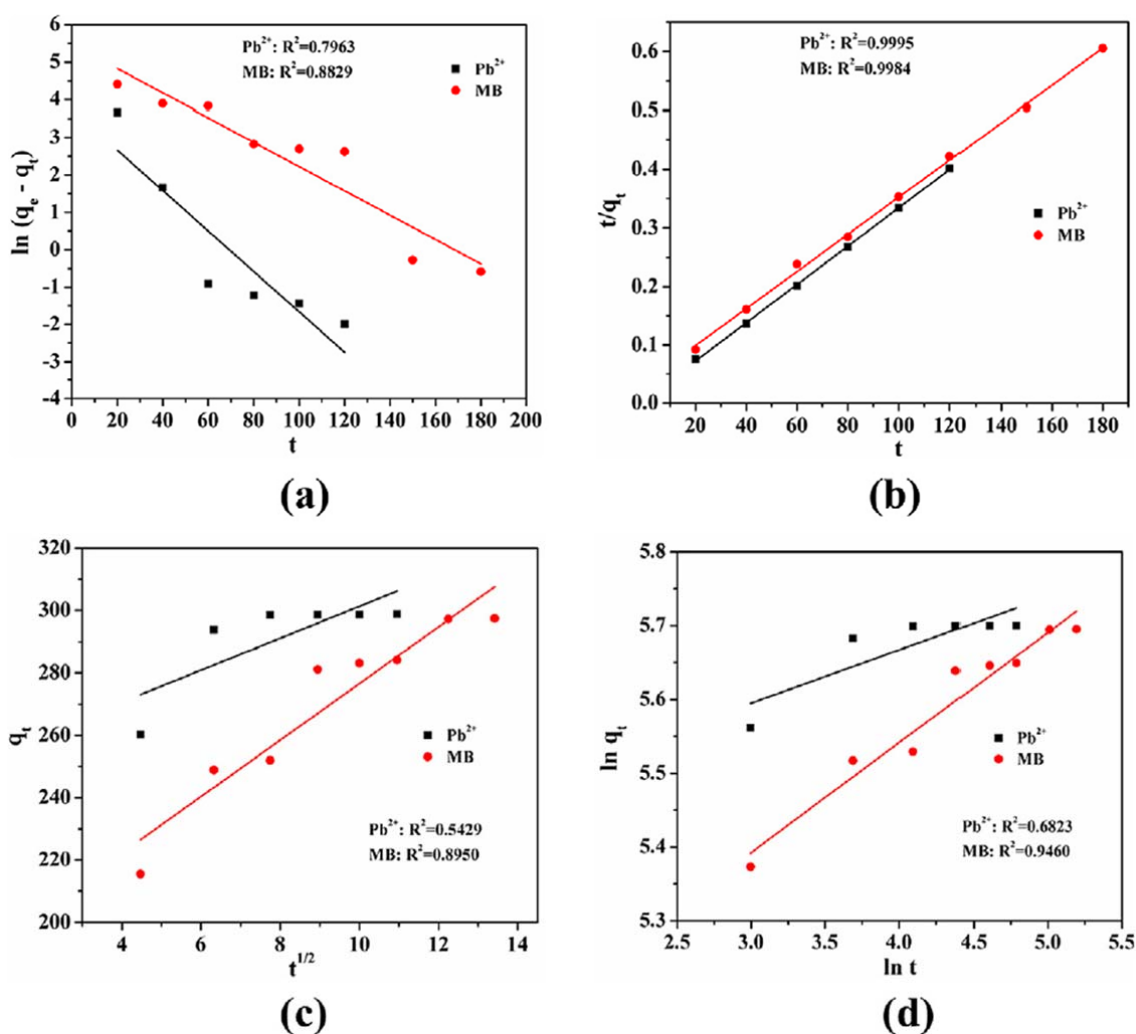 Pb²⁺: R²=0.7963
MB: R²=0.8829
Pb²⁺
MB
ln (qₑ - qₜ)
6
5
4
3
2
1
0
-1
-2
-3
-4
0 20 40 60 80 100 120 140 160 180 200
t
(a)
Pb²⁺: R²=0.9995
MB: R²=0.9984
Pb²⁺
MB
t/qₜ
0.6
0.5
0.4
0.3
0.2
0.1
0.0
20 40 60 80 100 120 140 160 180
t
(b)
320
300
280
260
240
220
200
qₜ
Pb²⁺
MB
Pb²⁺: R²=0.5429
MB: R²=0.8950
4 6 8 10 12 14
t^1/2
(c)
5.8
5.7
5.6
5.5
5.4
5.3
ln qₜ
Pb²⁺
MB
Pb²⁺: R²=0.6823
MB: R²=0.9460
2.5 3.0 3.5 4.0 4.5 5.0 5.5
ln t
(d)